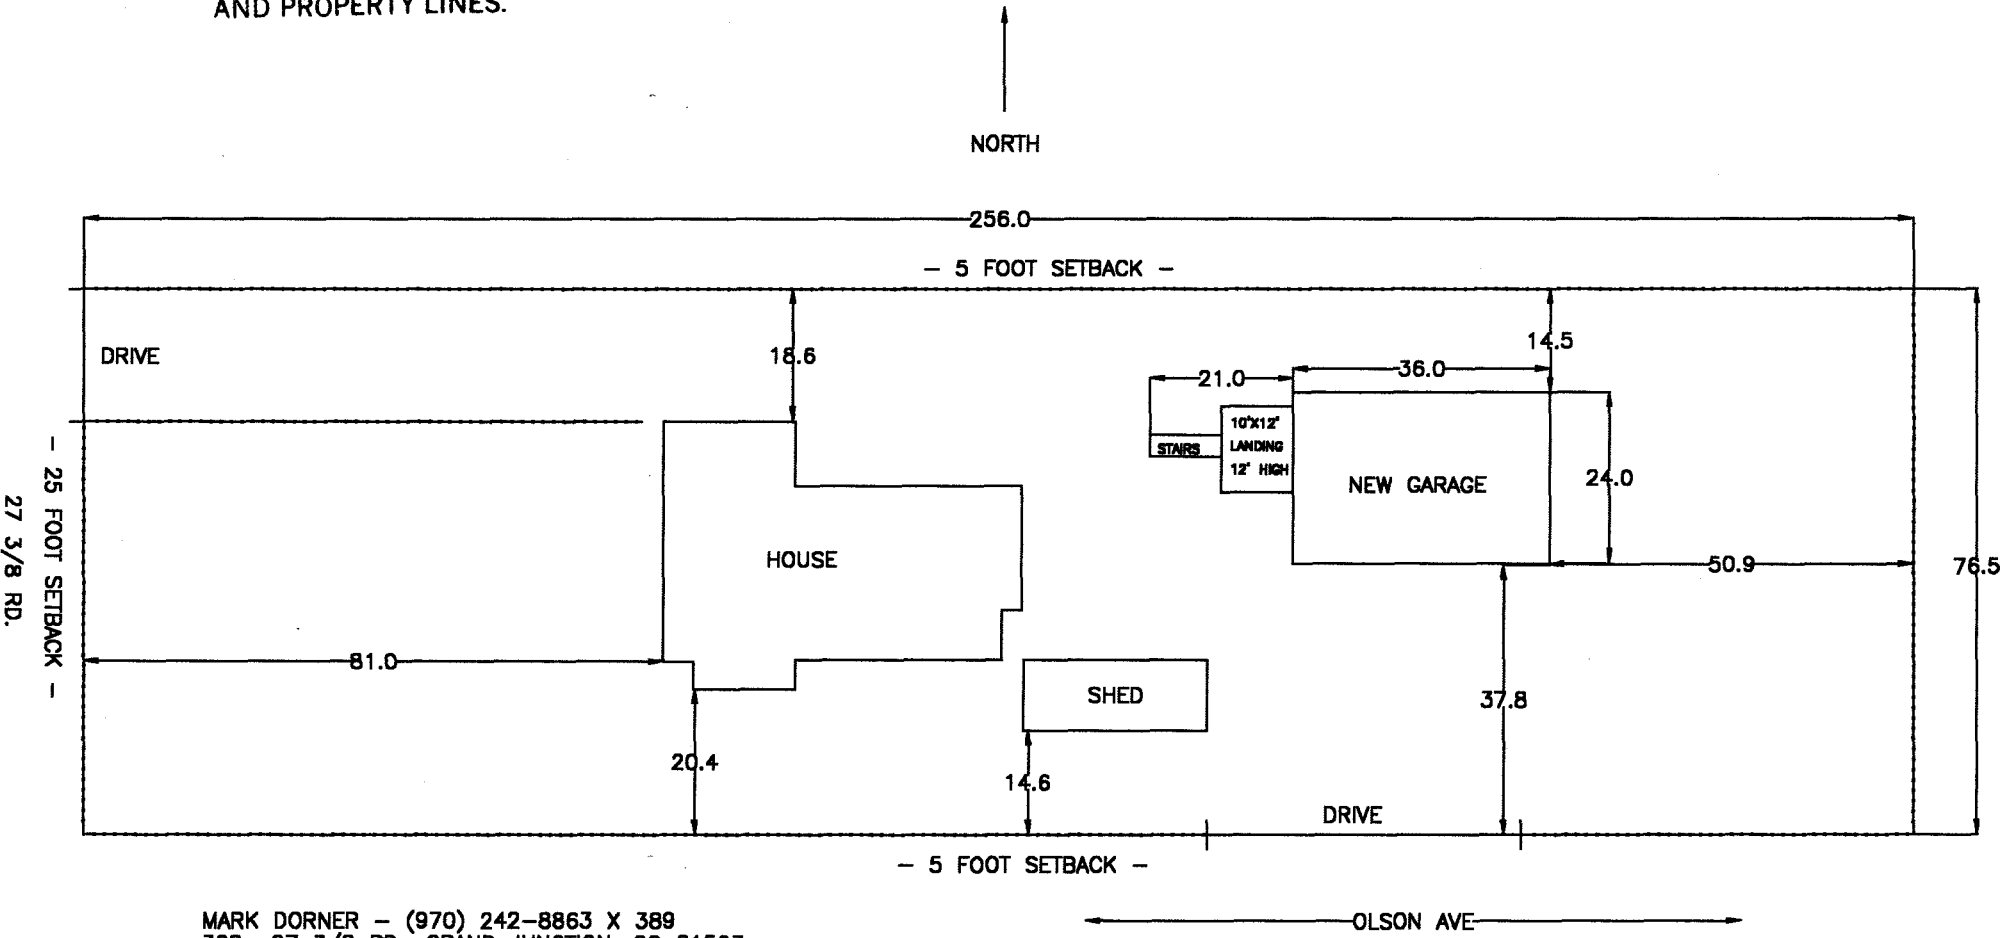 AND PROPERTY LINES.
NORTH
256.0
- 5 FOOT SETBACK -
DRIVE
18.6
14.5
36.0
21.0
10'X12'
LANDING
12' HIGH
STAIRS
NEW GARAGE
24.0
- 25 FOOT SETBACK -
27 3/8 RD.
HOUSE
50.9
76.5
81.0
SHED
37.8
20.4
14.6
DRIVE
- 5 FOOT SETBACK -
MARK DORNER - (970) 242-8863 X 389
OLSON AVE